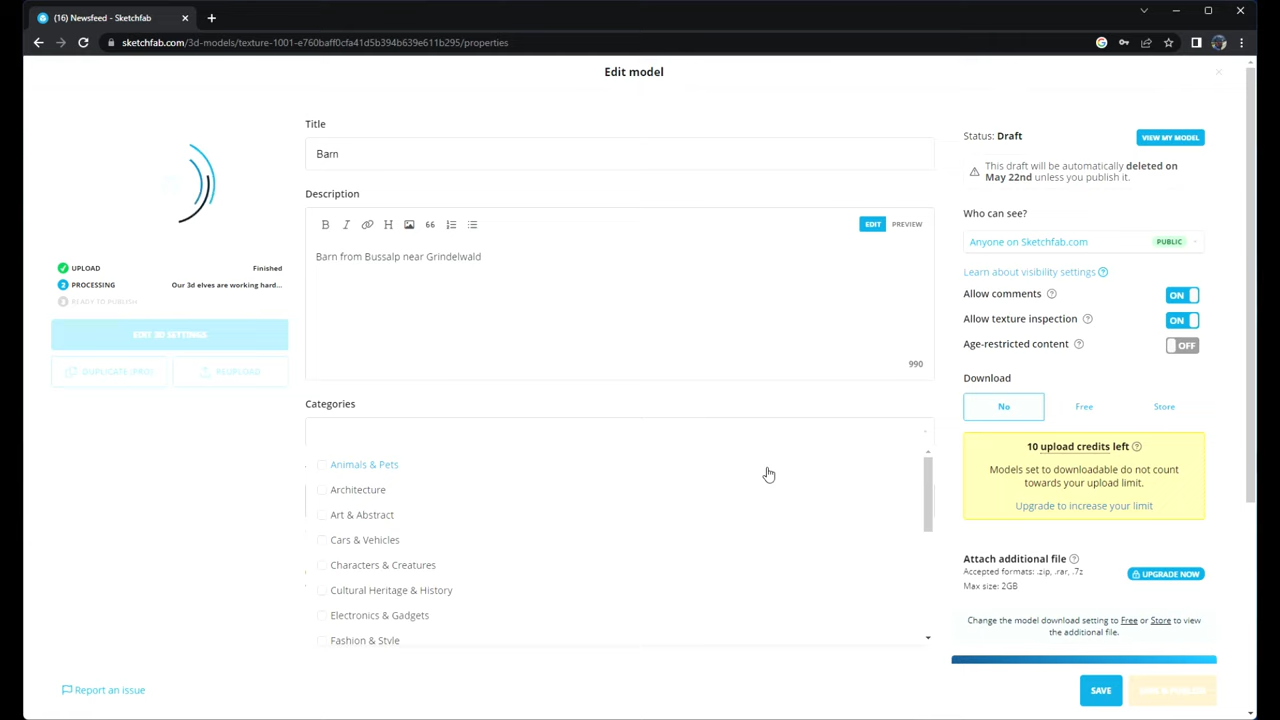 (16) Newsfeed - Sketchfab
sketchfab.com/3d-models/texture-1001-e760baff0cfa41d5b394b639e611b295/properties
Edit model
UPLOAD Finished
2 PROCESSING Our 3d elves are working hard...
3 READY TO PUBLISH
EDIT 3D SETTINGS
DUPLICATE (PRO)
REUPLOAD
Title
Barn
Description
B I H 66
EDIT PREVIEW
Barn from Bussalp near Grindelwald
990
Categories
Animals & Pets
Architecture
Art & Abstract
Cars & Vehicles
Characters & Creatures
Cultural Heritage & History
Electronics & Gadgets
Fashion & Style
Status: Draft
VIEW MY MODEL
This draft will be automatically deleted on
May 22nd unless you publish it.
Who can see?
Anyone on Sketchfab.com PUBLIC
Learn about visibility settings ?
Allow comments ? ON
Allow texture inspection ? ON
Age-restricted content ? OFF
Download
No Free Store
10 upload credits left ?
Models set to downloadable do not count
towards your upload limit.
Upgrade to increase your limit
Attach additional file ?
Accepted formats: .zip, .rar, .7z
Max size: 2GB
UPGRADE NOW
Change the model download setting to Free or Store to view
the additional file.
Report an issue
SAVE
SAVE & PUBLISH